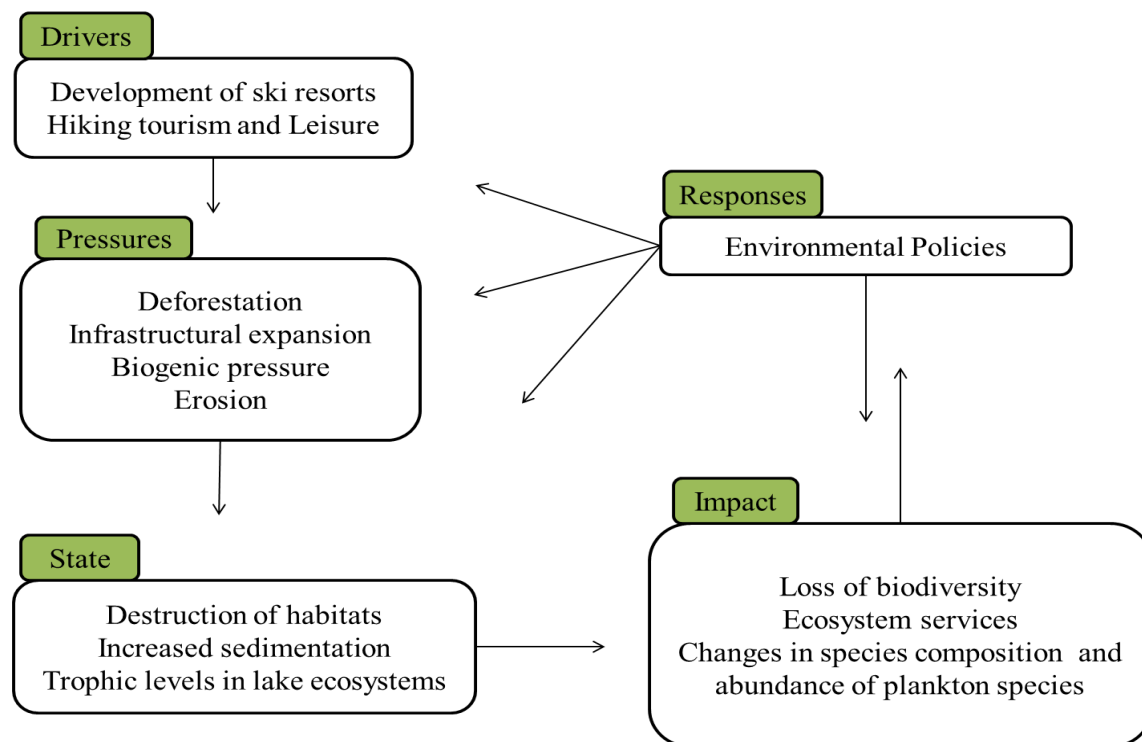 Drivers
Development of ski resorts
Hiking tourism and Leisure
Pressures
Deforestation
Infrastructural expansion
Biogenic pressure
Erosion
State
Destruction of habitats
Increased sedimentation
Trophic levels in lake ecosystems
Responses
Environmental Policies
Impact
Loss of biodiversity
Ecosystem services
Changes in species composition and
abundance of plankton species